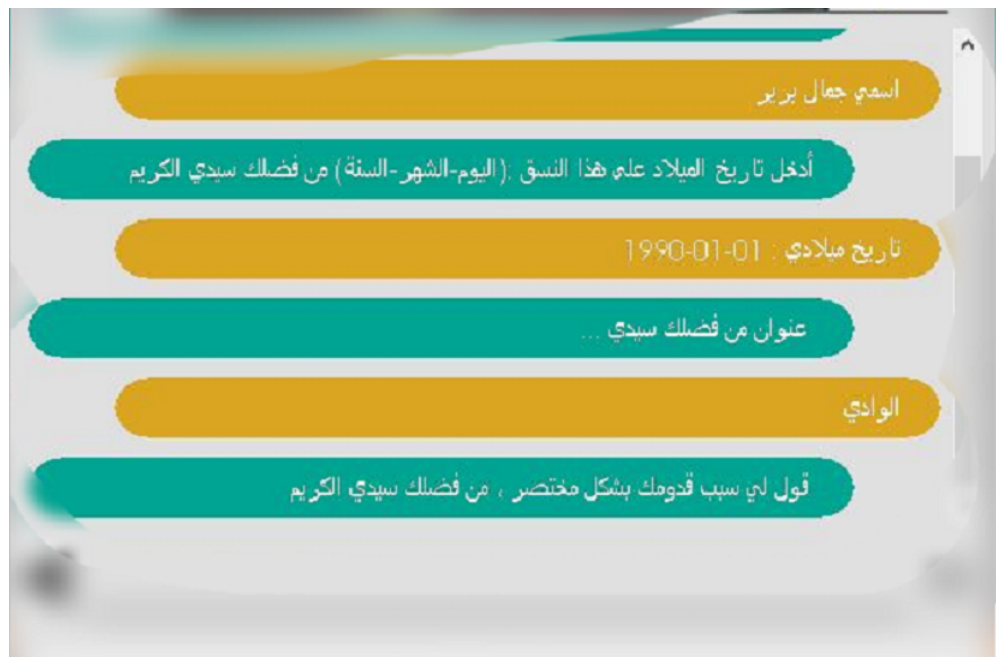 اسمي جمال برير
أدخل تاريخ الميلاد على هذا النسق :(اليوم-الشهر-السنة) من فضلك سيدي الكريم
تاريخ ميلادي : 01-01-1990
عنوان من فضلك سيدي ...
الوادي
قول لي سبب قدومك بشكل مختصر ، من فضلك سيدي الكريم